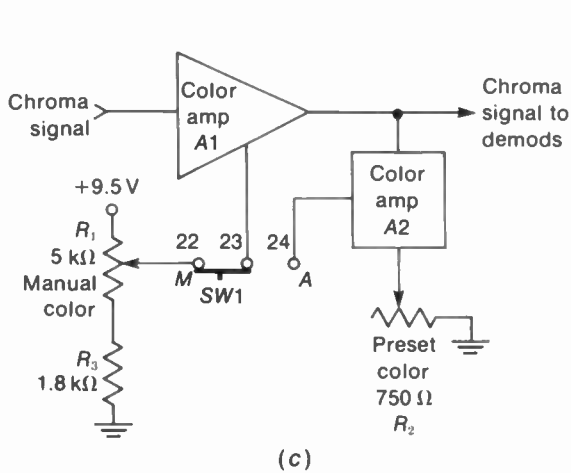 Chroma
signal
Color
amp
A1
Chroma
signal to
demods
+9.5 V
R₁
5 kΩ
Manual
color
22
23
24
M
SW1
A
Color
amp
A2
R₃
1.8 kΩ
Preset
color
750 Ω
R₂
(c)